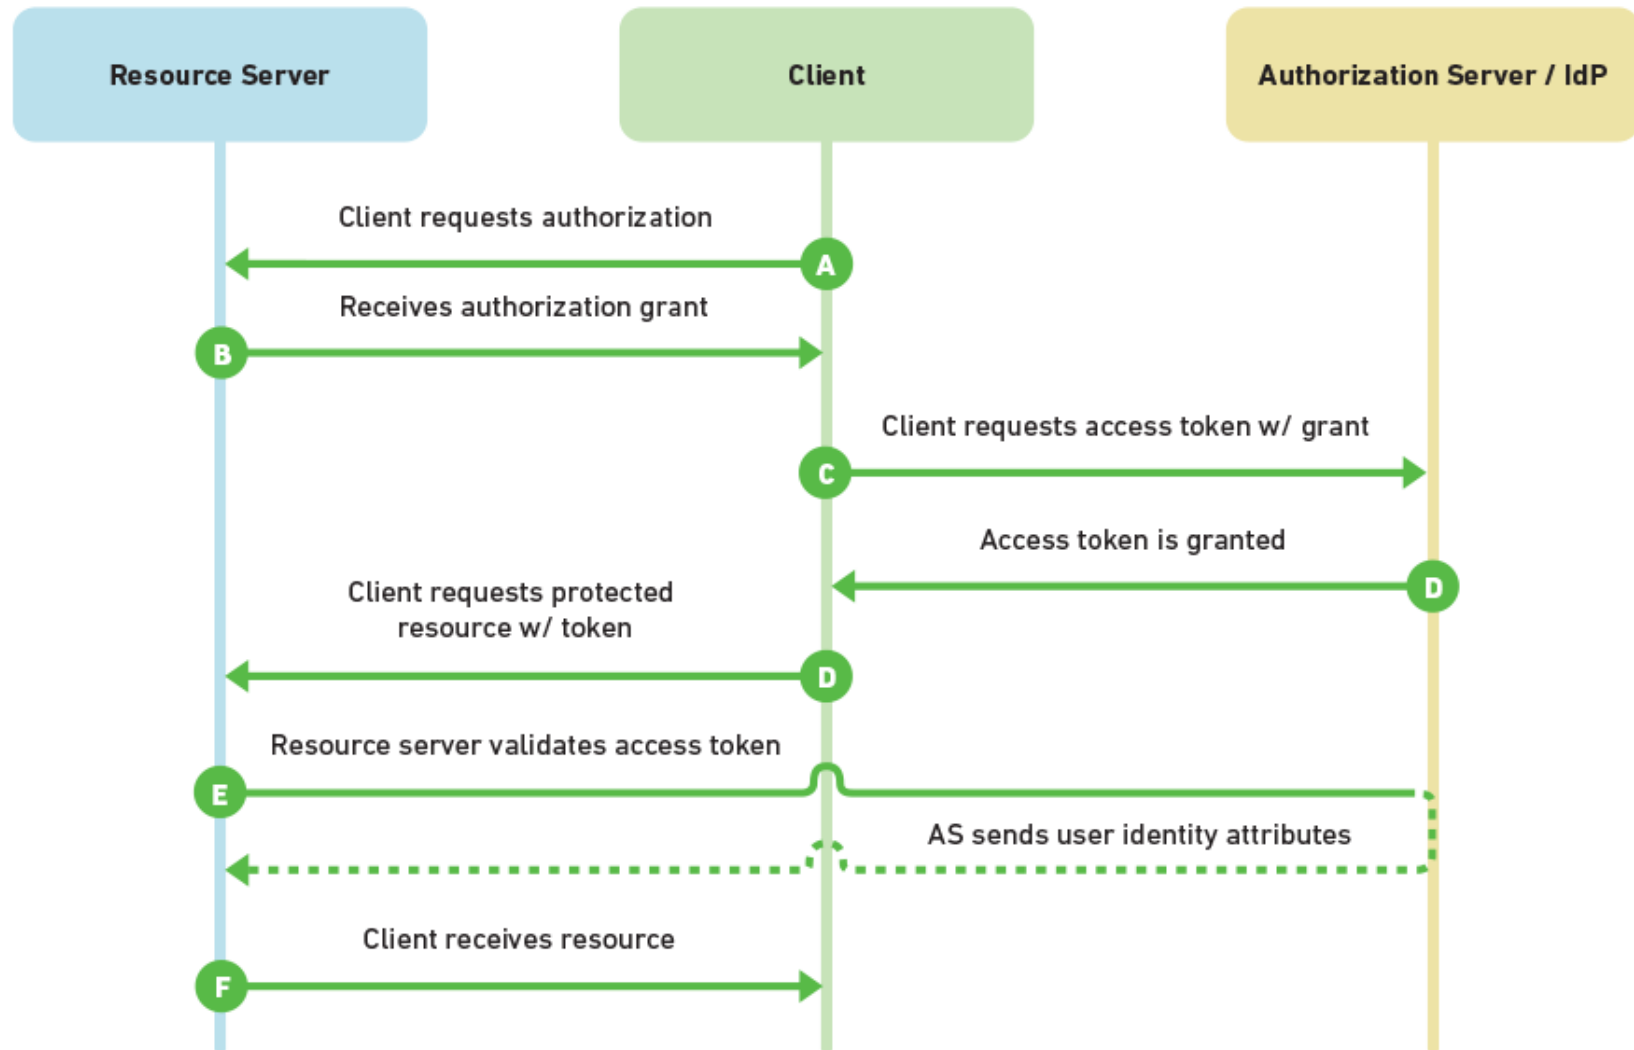 Resource Server
Client
Authorization Server / IdP
Client requests authorization
A
Receives authorization grant
B
Client requests access token w/ grant
C
Access token is granted
D
Client requests protected
resource w/ token
D
Resource server validates access token
E
AS sends user identity attributes
Client receives resource
F